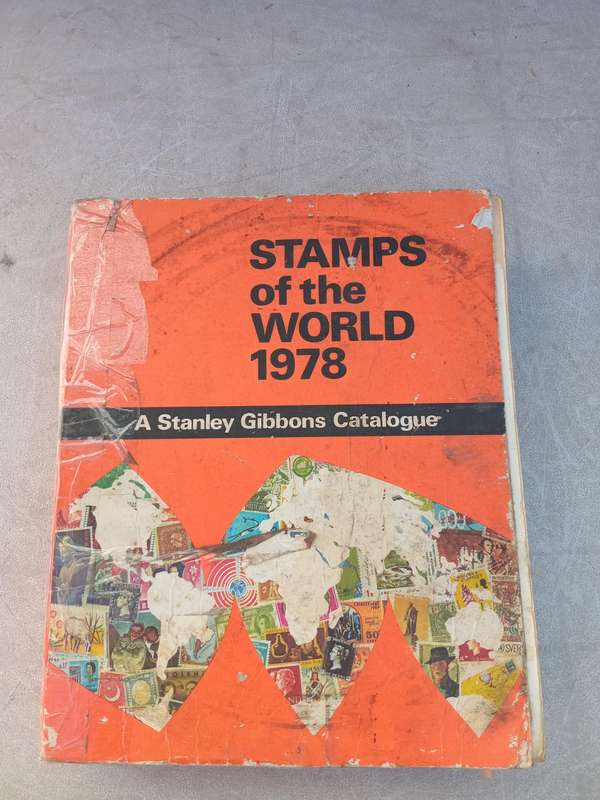 STAMPS
of the
WORLD
1978
A Stanley Gibbons Catalogue